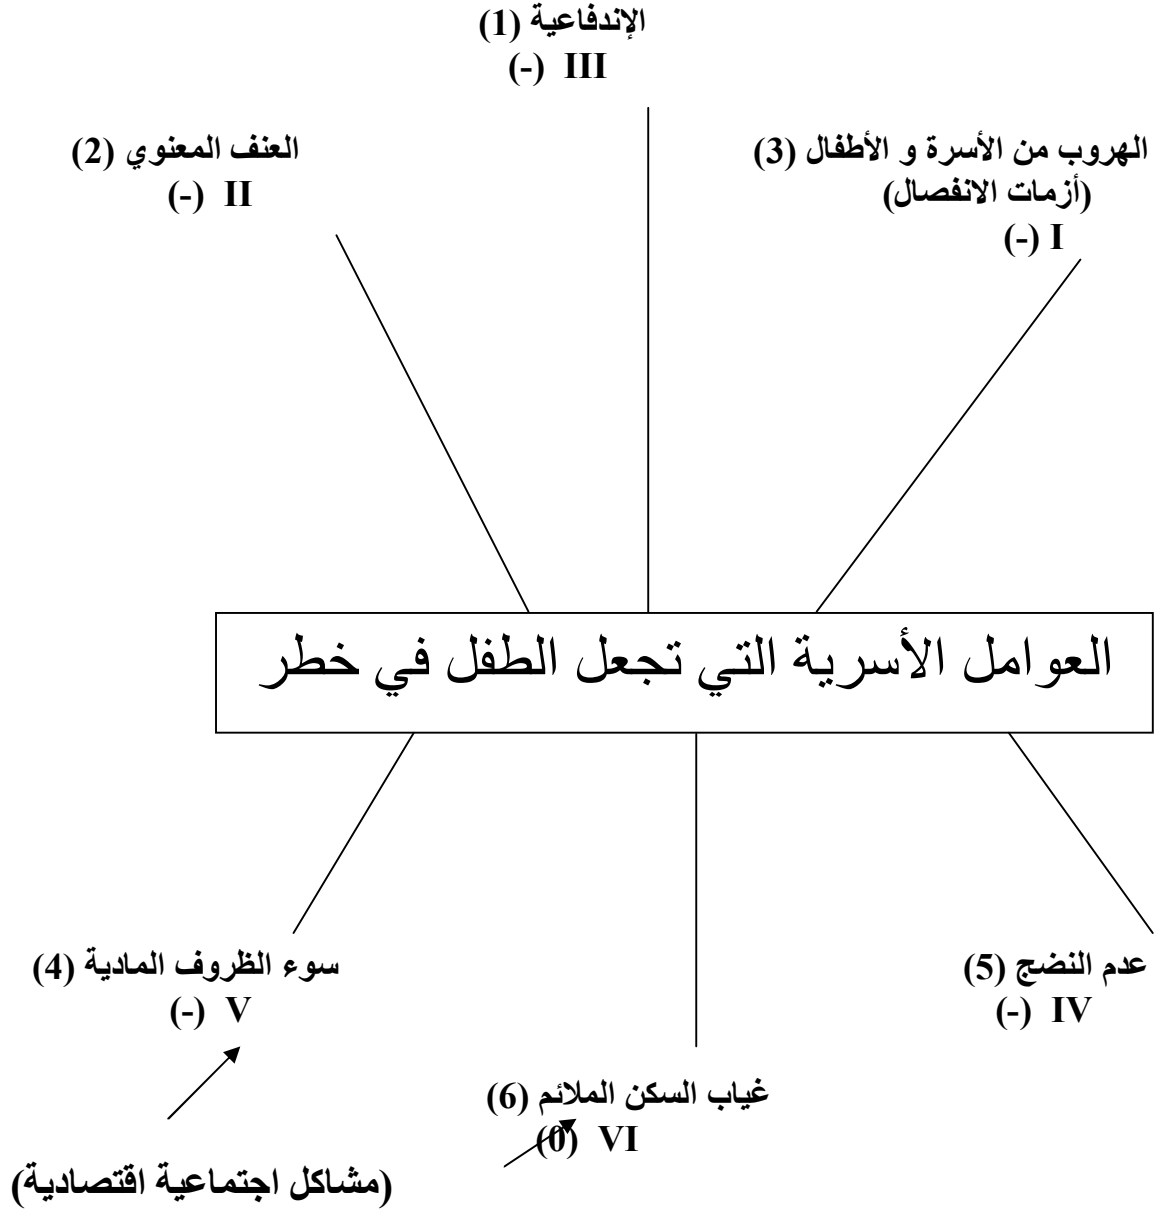 الإندفاعية (1)
III (-)
الهروب من الأسرة و الأطفال (3)
(أزمات الانفصال)
I (-)
العنف المعنوي (2)
II (-)
العوامل الأسرية التي تجعل الطفل في خطر
عدم النضج (5)
IV (-)
سوء الظروف المادية (4)
V (-)
غياب السكن الملائم (6)
VI (0)
(مشاكل اجتماعية اقتصادية)